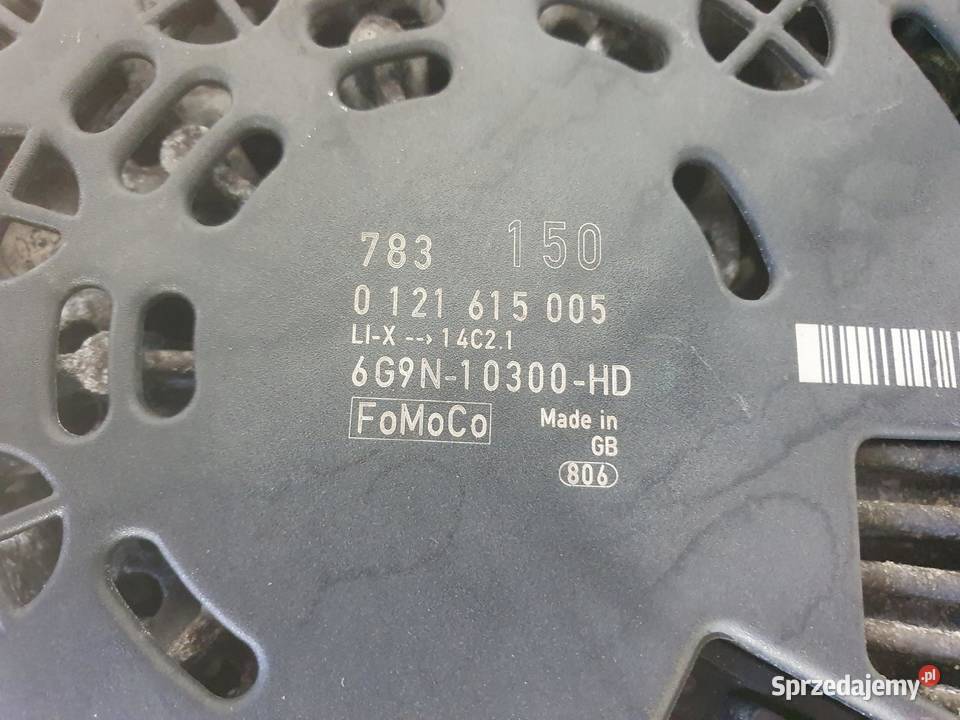 783 150
0 121 615 005
LI-X --> 14C2.1
6G9N-10300-HD
FoMoCo Made in
GB
806
Sprzedajemy.pl